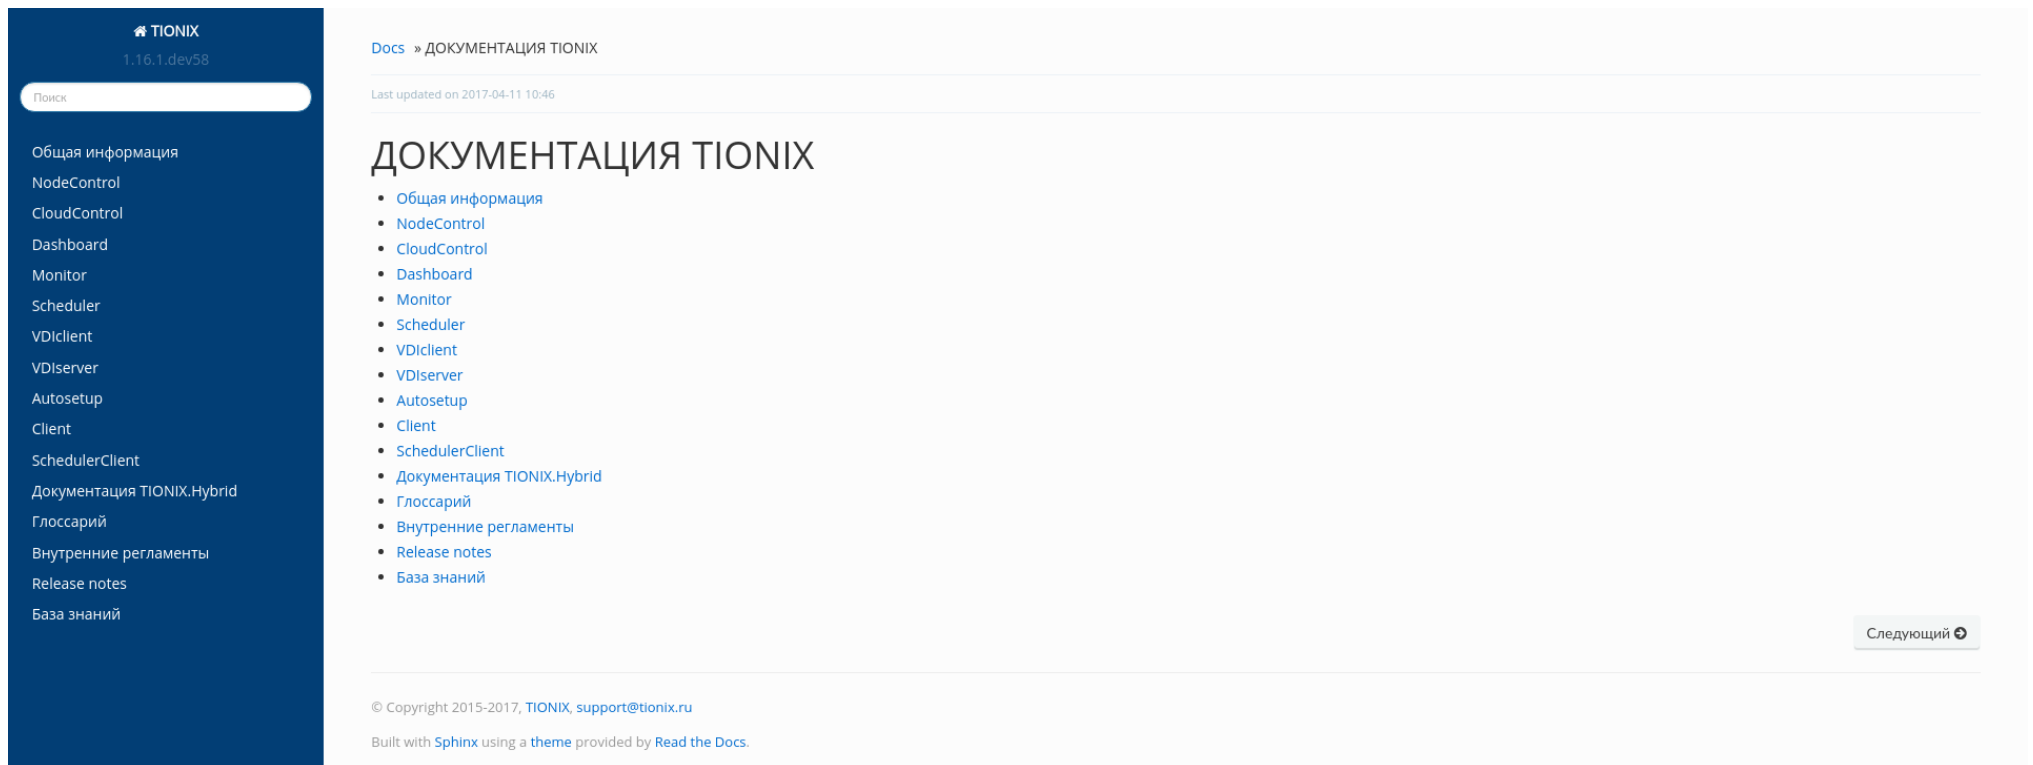 TIONIX
1.16.1.dev58
Поиск
Общая информация
NodeControl
CloudControl
Dashboard
Monitor
Scheduler
VDIclient
VDIserver
Autosetup
Client
SchedulerClient
Документация TIONIX.Hybrid
Глоссарий
Внутренние регламенты
Release notes
База знаний
Docs » ДОКУМЕНТАЦИЯ TIONIX
Last updated on 2017-04-11 10:46
ДОКУМЕНТАЦИЯ TIONIX
Общая информация
NodeControl
CloudControl
Dashboard
Monitor
Scheduler
VDIclient
VDIserver
Autosetup
Client
SchedulerClient
Документация TIONIX.Hybrid
Глоссарий
Внутренние регламенты
Release notes
База знаний
Следующий
© Copyright 2015-2017, TIONIX, support@tionix.ru
Built with Sphinx using a theme provided by Read the Docs.